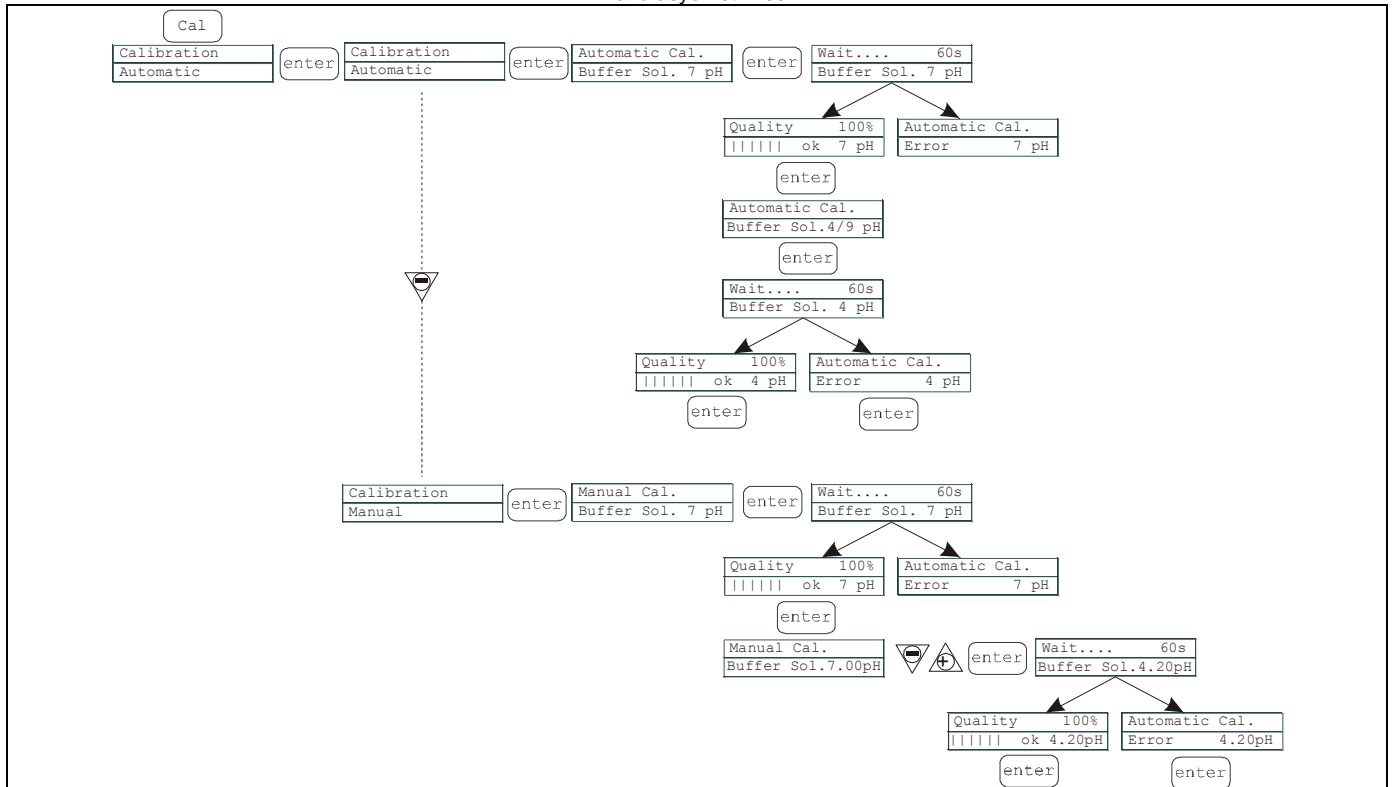 Cal
Calibration
Automatic
enter
Calibration
Automatic
enter
Automatic Cal.
Buffer Sol. 7 pH
enter
Wait.... 60s
Buffer Sol. 7 pH
Quality 100%
|||||| ok 7 pH
Automatic Cal.
Error 7 pH
enter
Automatic Cal.
Buffer Sol.4/9 pH
enter
Wait.... 60s
Buffer Sol. 4 pH
Quality 100%
|||||| ok 4 pH
Automatic Cal.
Error 4 pH
enter
enter
Calibration
Manual
enter
Manual Cal.
Buffer Sol. 7 pH
enter
Wait.... 60s
Buffer Sol. 7 pH
Quality 100%
|||||| ok 7 pH
Automatic Cal.
Error 7 pH
enter
Manual Cal.
Buffer Sol.7.00pH
enter
Wait.... 60s
Buffer Sol.4.20pH
Quality 100%
|||||| ok 4.20pH
Automatic Cal.
Error 4.20pH
enter
enter